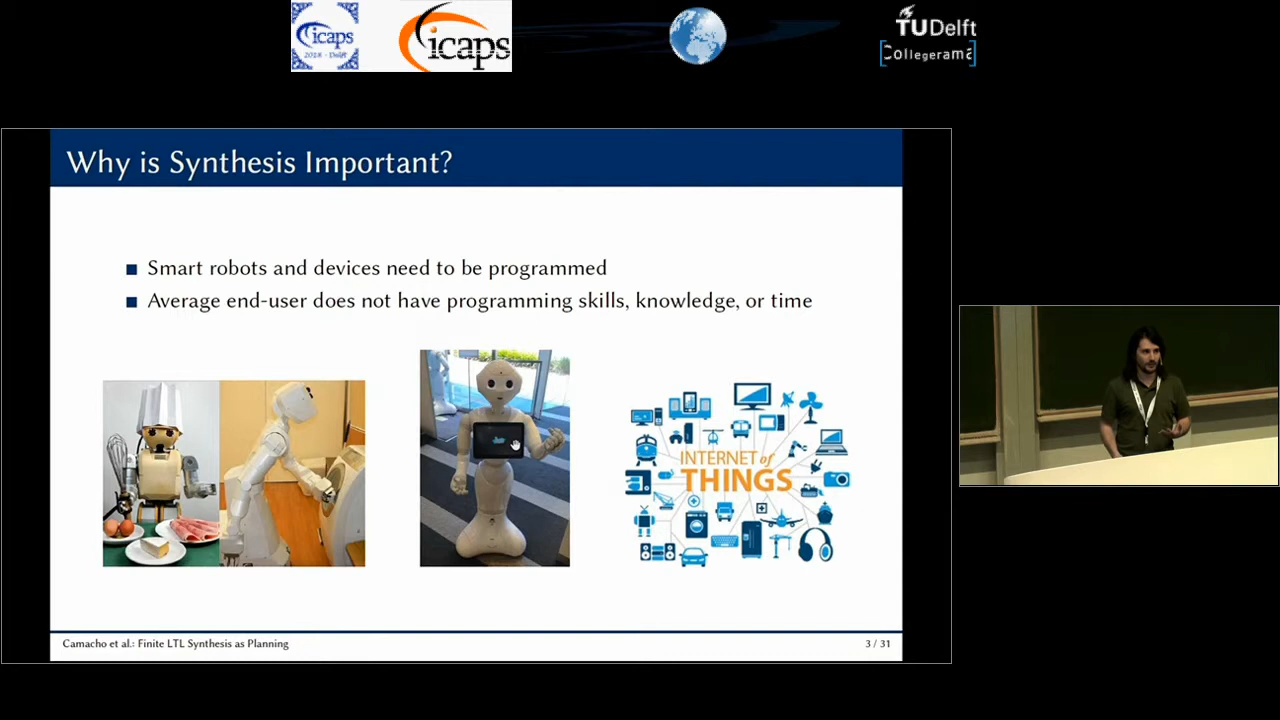 icaps
2018 - Delft
icaps
TUDelft
Collegerama
Why is Synthesis Important?
Smart robots and devices need to be programmed
Average end-user does not have programming skills, knowledge, or time
INTERNET of
THINGS
Camacho et al.: Finite LTL Synthesis as Planning
3 / 31